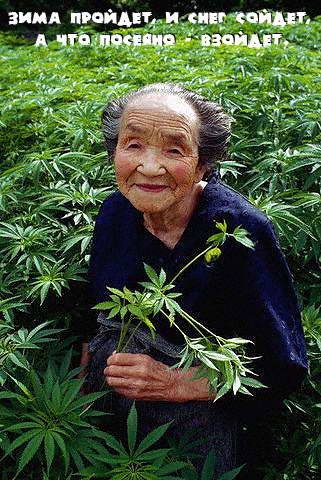 ЗИМА ПРОЙДЕТ, И СНЕГ СОЙДЕТ,
А ЧТО ПОСЕЯНО - ВЗОЙДЕТ.